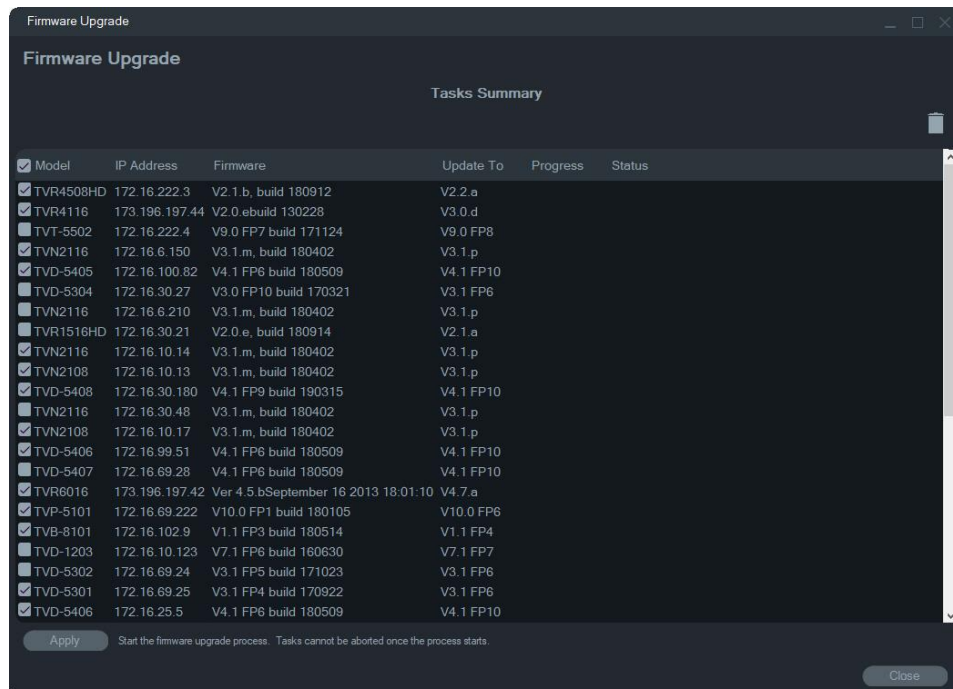 Firmware Upgrade
Firmware Upgrade
Tasks Summary
Model IP Address Firmware Update To Progress Status
TVR4508HD 172.16.222.3 V2.1.b, build 180912 V2.2.a
TVR4116 173.196.197.44 V2.0.ebuild 130228 V3.0.d
TVT-5502 172.16.222.4 V9.0 FP7 build 171124 V9.0 FP8
TVN2116 172.16.6.150 V3.1.m, build 180402 V3.1.p
TVD-5405 172.16.100.82 V4.1 FP6 build 180509 V4.1 FP10
TVD-5304 172.16.30.27 V3.0 FP10 build 170321 V3.1 FP6
TVN2116 172.16.6.210 V3.1.m, build 180402 V3.1.p
TVR1516HD 172.16.30.21 V2.0.e, build 180914 V2.1.a
TVN2116 172.16.10.14 V3.1.m, build 180402 V3.1.p
TVN2108 172.16.10.13 V3.1.m, build 180402 V3.1.p
TVD-5408 172.16.30.180 V4.1 FP9 build 190315 V4.1 FP10
TVN2116 172.16.30.48 V3.1.m, build 180402 V3.1.p
TVN2108 172.16.10.17 V3.1.m, build 180402 V3.1.p
TVD-5406 172.16.99.51 V4.1 FP6 build 180509 V4.1 FP10
TVD-5407 172.16.69.28 V4.1 FP6 build 180509 V4.1 FP10
TVR6016 173.196.197.42 Ver 4.5.bSeptember 16 2013 18:01:10 V4.7.a
TVP-5101 172.16.69.222 V10.0 FP1 build 180105 V10.0 FP6
TVB-8101 172.16.102.9 V1.1 FP3 build 180514 V1.1 FP4
TVD-1203 172.16.10.123 V7.1 FP6 build 160630 V7.1 FP7
TVD-5302 172.16.69.24 V3.1 FP5 build 171023 V3.1 FP6
TVD-5301 172.16.69.25 V3.1 FP4 build 170922 V3.1 FP6
TVD-5406 172.16.25.5 V4.1 FP6 build 180509 V4.1 FP10
Apply Start the firmware upgrade process. Tasks cannot be aborted once the process starts.
Close